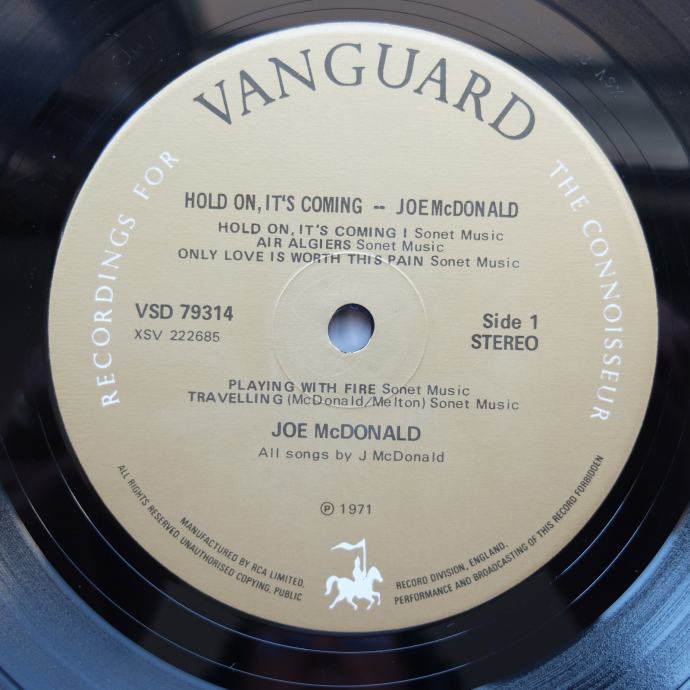 VANGUARD
RECORDINGS FOR
THE CONNOISSEUR
HOLD ON, IT'S COMING -- JOE McDONALD
HOLD ON, IT'S COMING I Sonet Music
AIR ALGIERS Sonet Music
ONLY LOVE IS WORTH THIS PAIN Sonet Music
VSD 79314
XSV 222685
Side 1
STEREO
PLAYING WITH FIRE Sonet Music
TRAVELLING (McDonald/Melton) Sonet Music
JOE McDONALD
All songs by J McDonald
℗ 1971
MANUFACTURED BY RCA LIMITED, RECORD DIVISION, ENGLAND.
ALL RIGHTS RESERVED. UNAUTHORISED COPYING, PUBLIC PERFORMANCE AND BROADCASTING OF THIS RECORD FORBIDDEN